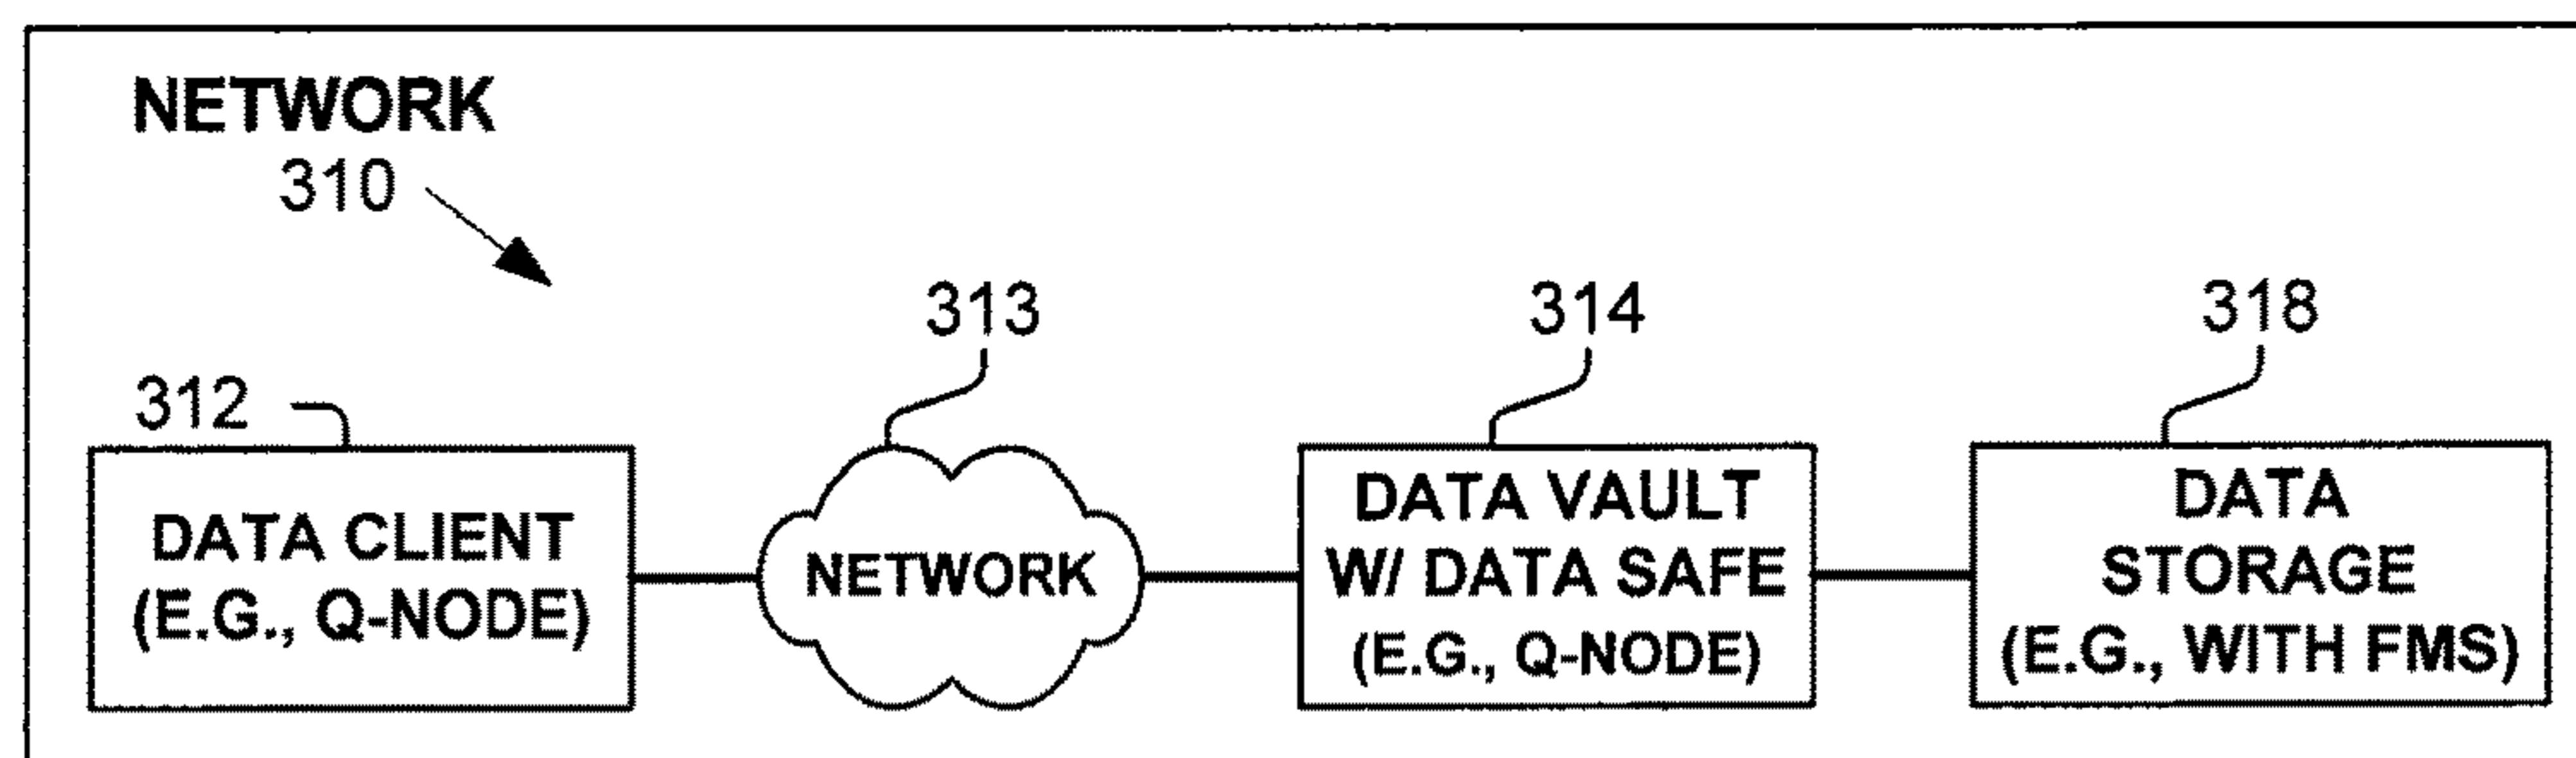 NETWORK
310
313
314
318
312
DATA CLIENT
(E.G., Q-NODE)
NETWORK
DATA VAULT
W/ DATA SAFE
(E.G., Q-NODE)
DATA
STORAGE
(E.G., WITH FMS)